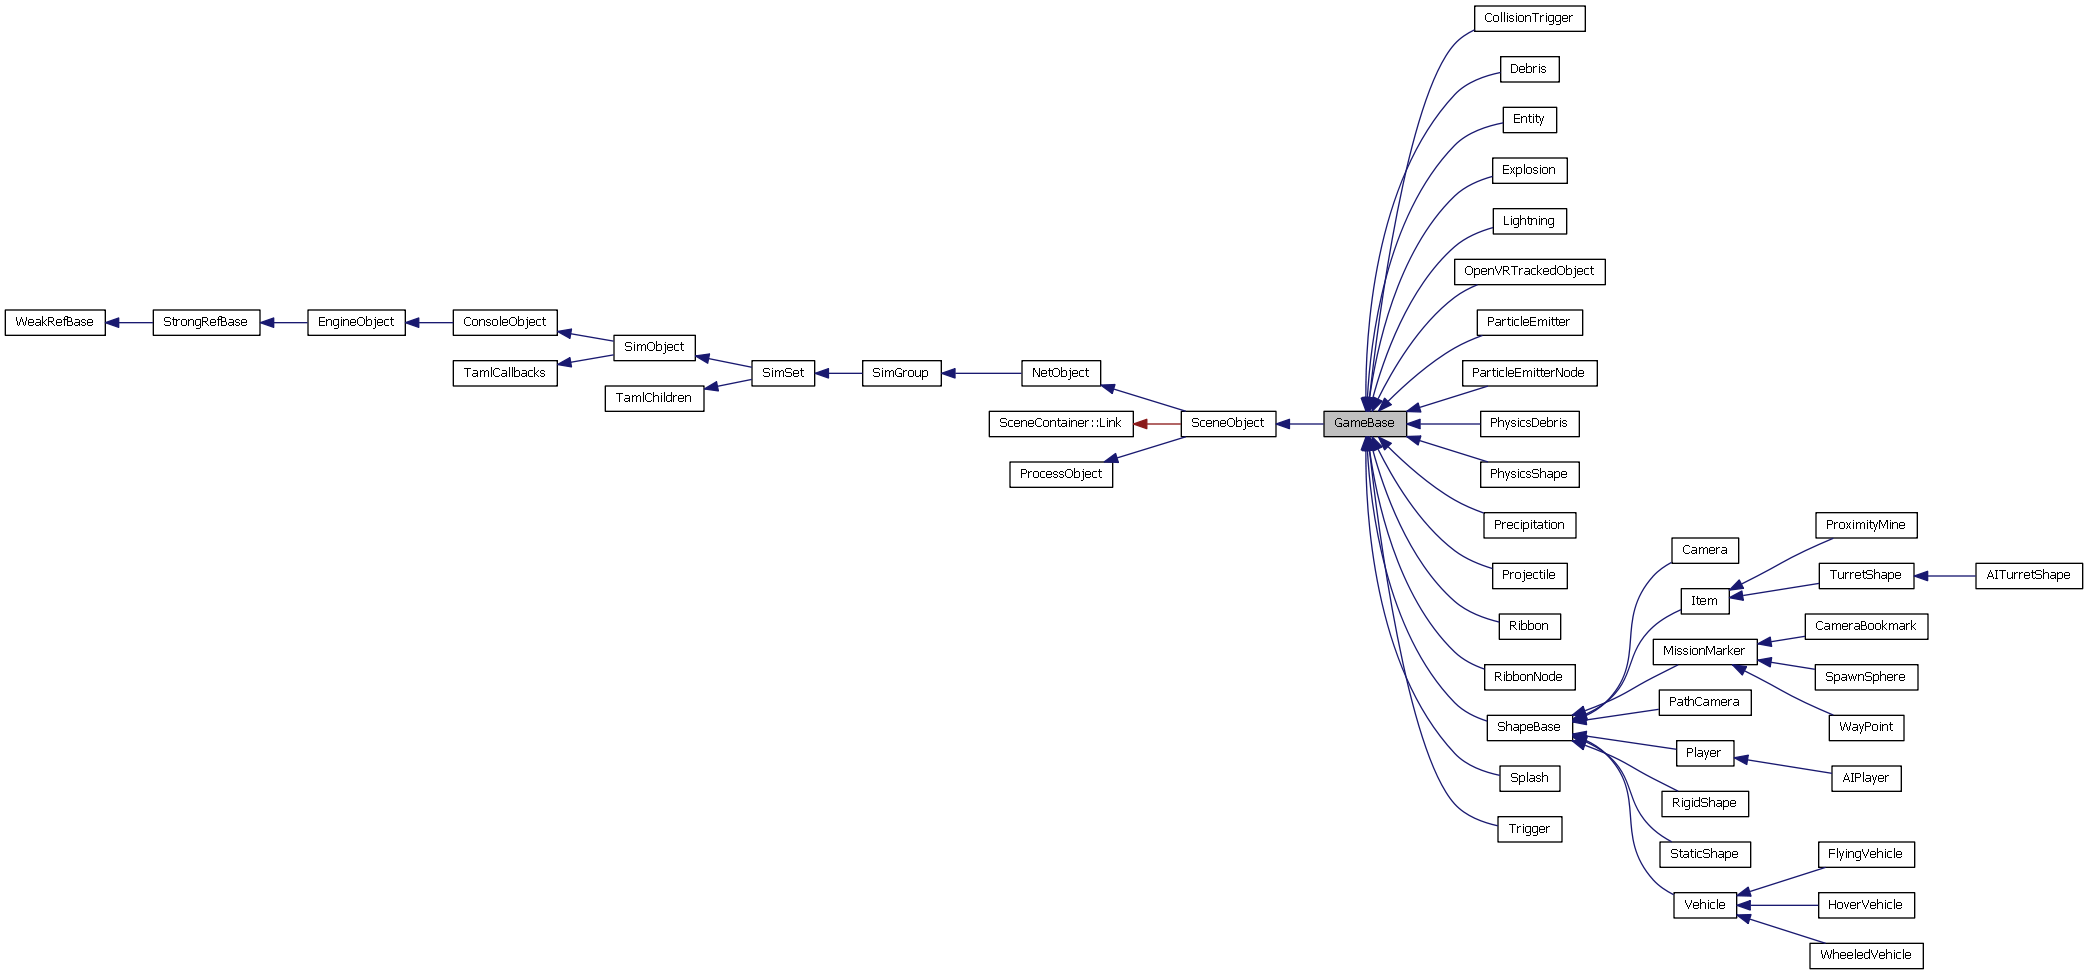 WeakRefBase
StrongRefBase
EngineObject
ConsoleObject
TamlCallbacks
SimObject
TamlChildren
SimSet
SimGroup
NetObject
SceneContainer::Link
ProcessObject
SceneObject
GameBase
CollisionTrigger
Debris
Entity
Explosion
Lightning
OpenVRTrackedObject
ParticleEmitter
ParticleEmitterNode
PhysicsDebris
PhysicsShape
Precipitation
Projectile
Ribbon
RibbonNode
ShapeBase
Splash
Trigger
Camera
Item
MissionMarker
PathCamera
Player
RigidShape
StaticShape
Vehicle
ProximityMine
TurretShape
AITurretShape
CameraBookmark
SpawnSphere
WayPoint
AIPlayer
FlyingVehicle
HoverVehicle
WheeledVehicle